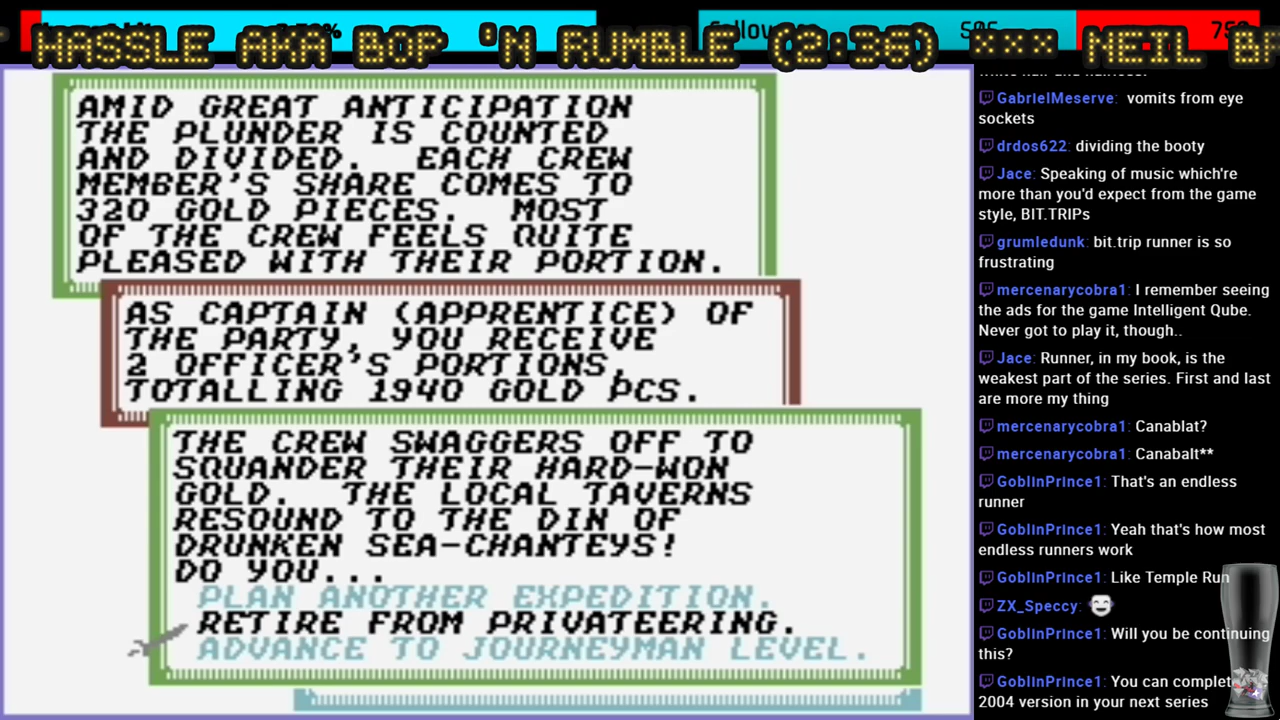 HASSLE AKA BOP 'N RUMBLE (2:36) ××× NEIL
505
AMID GREAT ANTICIPATION
THE PLUNDER IS COUNTED
AND DIVIDED. EACH CREW
MEMBER'S SHARE COMES TO
320 GOLD PIECES. MOST
OF THE CREW FEELS QUITE
PLEASED WITH THEIR PORTION.
AS CAPTAIN (APPRENTICE) OF
THE PARTY, YOU RECEIVE
2 OFFICER'S PORTIONS,
TOTALLING 1940 GOLD PCS.
THE CREW SWAGGERS OFF TO
SQUANDER THEIR HARD-WON
GOLD. THE LOCAL TAVERNS
RESOUND TO THE DIN OF
DRUNKEN SEA-CHANTEYS!
DO YOU...
PLAN ANOTHER EXPEDITION.
RETIRE FROM PRIVATEERING.
ADVANCE TO JOURNEYMAN LEVEL.
GabrielMeserve: vomits from eye
sockets
drdos622: dividing the booty
Jace: Speaking of music which're
more than you'd expect from the game
style, BIT.TRIPs
grumledunk: bit.trip runner is so
frustrating
mercenarycobra1: I remember seeing
the ads for the game Intelligent Qube.
Never got to play it, though..
Jace: Runner, in my book, is the
weakest part of the series. First and last
are more my thing
mercenarycobra1: Canablat?
mercenarycobra1: Canabalt**
GoblinPrince1: That's an endless
runner
GoblinPrince1: Yeah that's how most
endless runners work
GoblinPrince1: Like Temple Run
ZX_Speccy:
GoblinPrince1: Will you be continuing
this?
GoblinPrince1: You can complet
2004 version in your next series